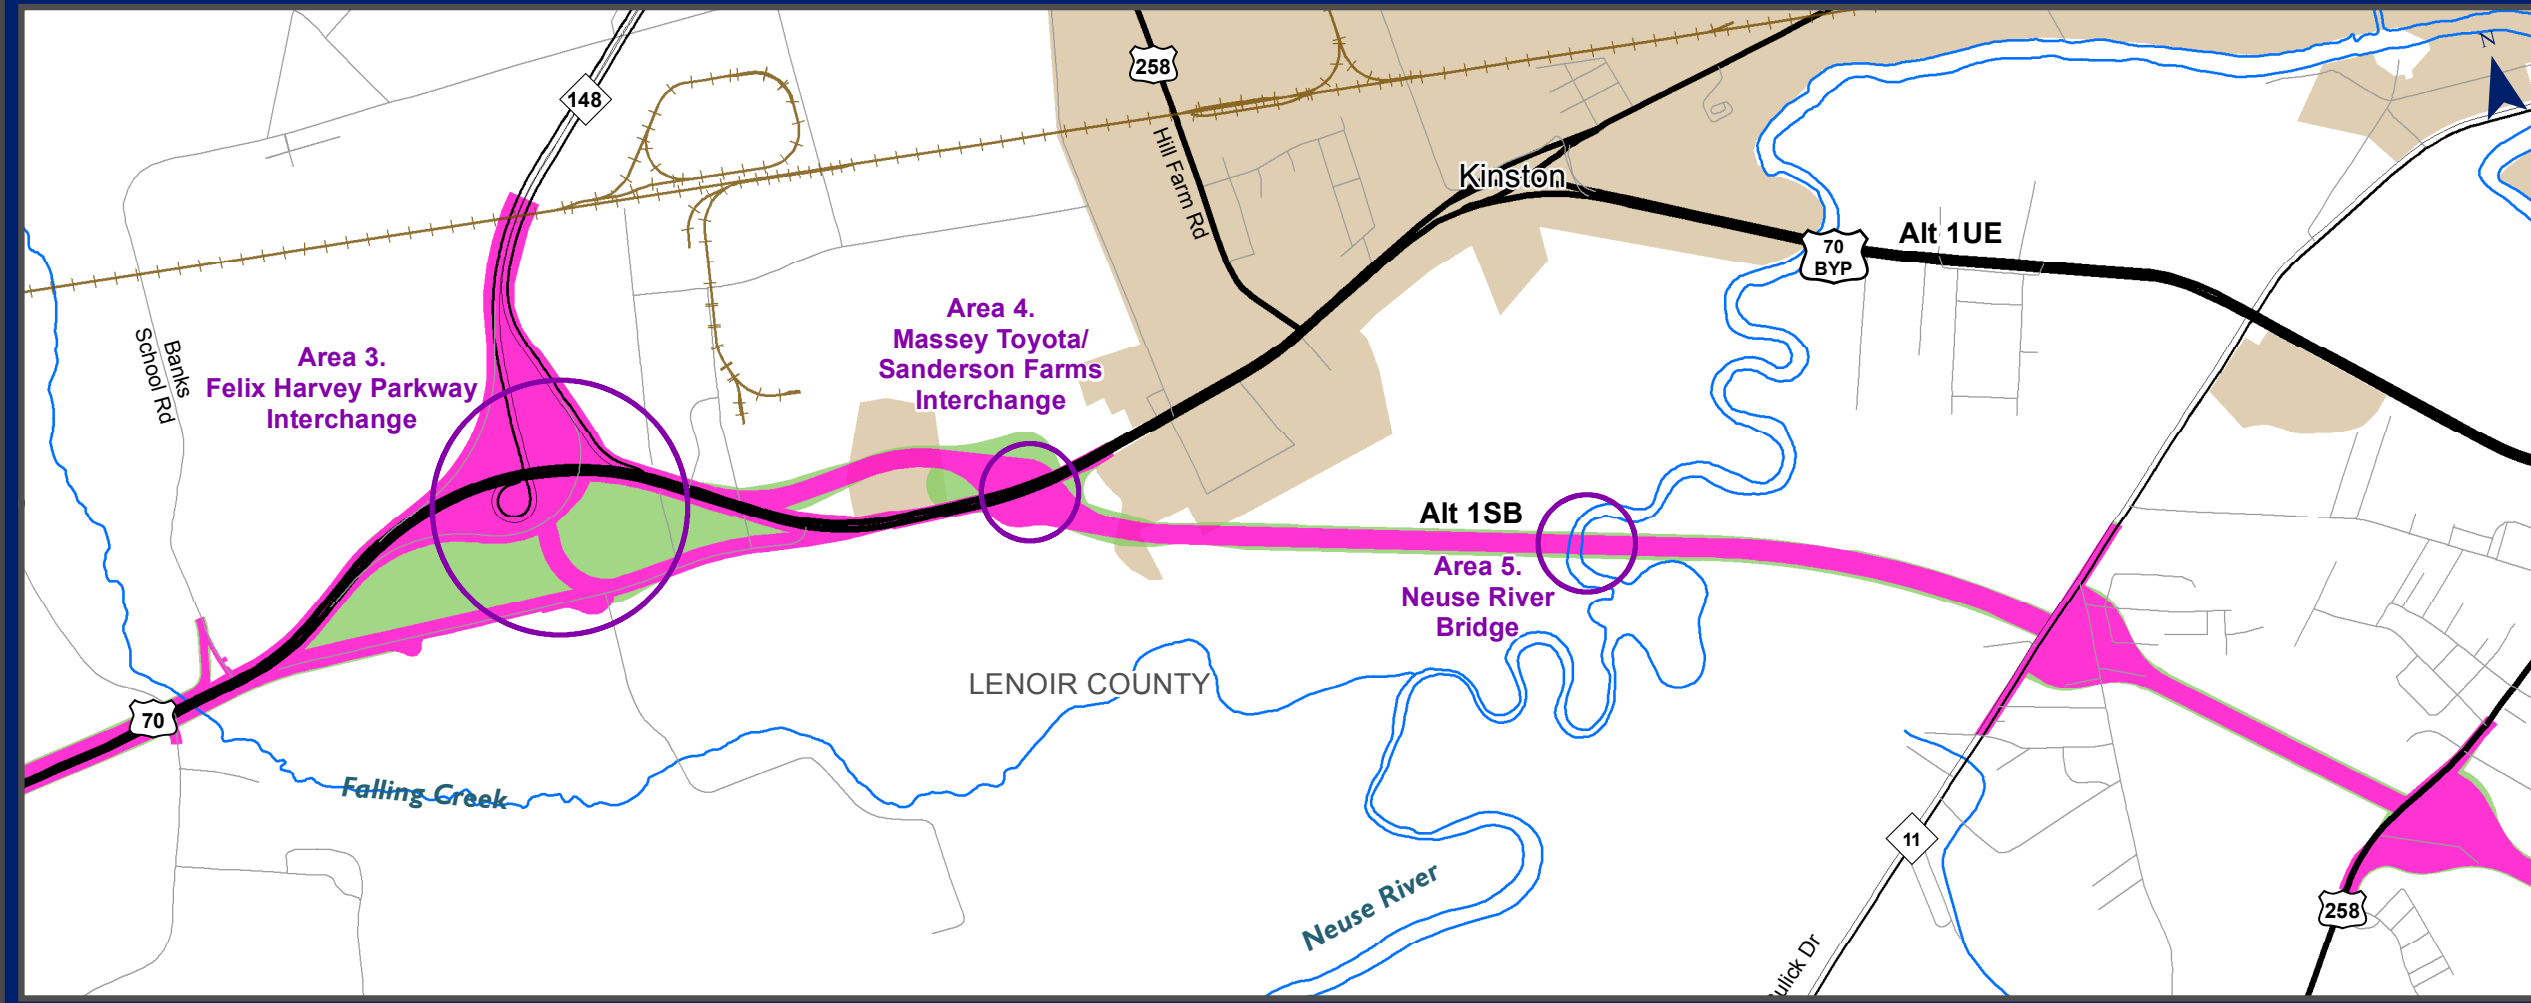 N
258
148
Hill Farm Rd
Kinston
Alt 1UE
70
BYP
Area 4.
Massey Toyota/
Sanderson Farms
Interchange
Banks
School Rd
Area 3.
Felix Harvey Parkway
Interchange
Alt 1SB
Area 5.
Neuse River
Bridge
LENOIR COUNTY
70
Falling Creek
11
Neuse River
258
Dr